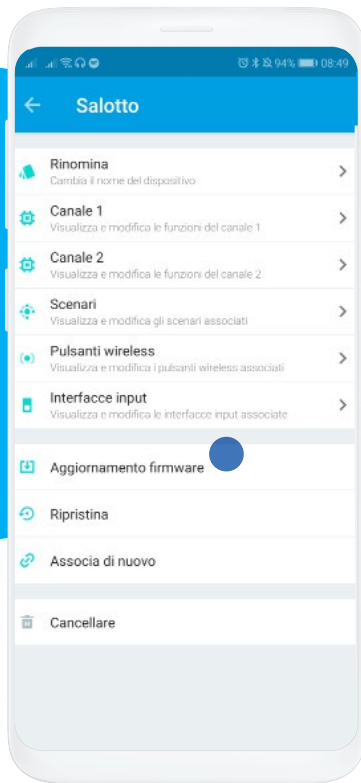 94% 08:49
Salotto
Rinomina
Cambia il nome del dispositivo
Canale 1
Visualizza e modifica le funzioni del canale 1
Canale 2
Visualizza e modifica le funzioni del canale 2
Scenari
Visualizza e modifica gli scenari associati
Pulsanti wireless
Visualizza e modifica i pulsanti wireless associati
Interfacce input
Visualizza e modifica le interfacce input associate
Aggiornamento firmware
Ripristina
Associa di nuovo
Cancellare